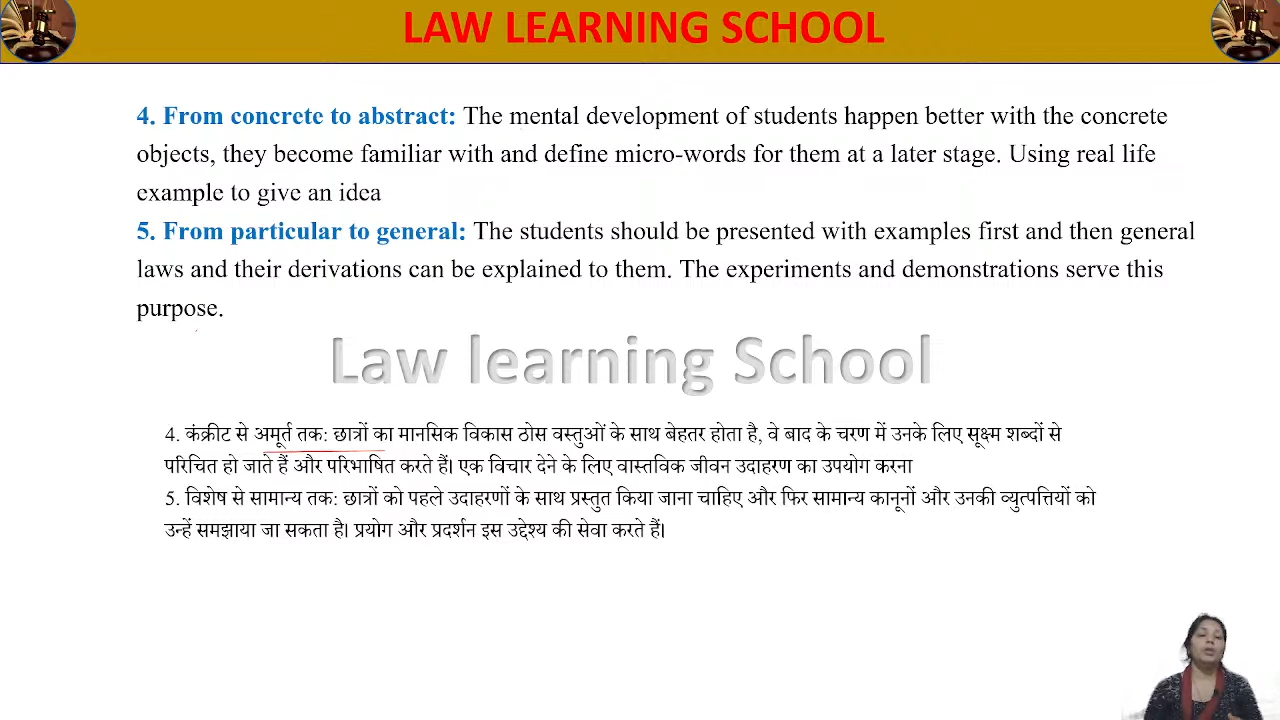 LAW LEARNING SCHOOL
4. From concrete to abstract: The mental development of students happen better with the concrete
objects, they become familiar with and define micro-words for them at a later stage. Using real life
example to give an idea
5. From particular to general: The students should be presented with examples first and then general
laws and their derivations can be explained to them. The experiments and demonstrations serve this
purpose.
Law learning School
4. कंक्रीट से अमूर्त तक: छात्रों का मानसिक विकास ठोस वस्तुओं के साथ बेहतर होता है, वे बाद के चरण में उनके लिए सूक्ष्म शब्दों से
परिचित हो जाते हैं और परिभाषित करते हैं। एक विचार देने के लिए वास्तविक जीवन उदाहरण का उपयोग करना
5. विशेष से सामान्य तक: छात्रों को पहले उदाहरणों के साथ प्रस्तुत किया जाना चाहिए और फिर सामान्य कानूनों और उनकी व्युत्पत्तियों को
उन्हें समझाया जा सकता है। प्रयोग और प्रदर्शन इस उद्देश्य की सेवा करते हैं।